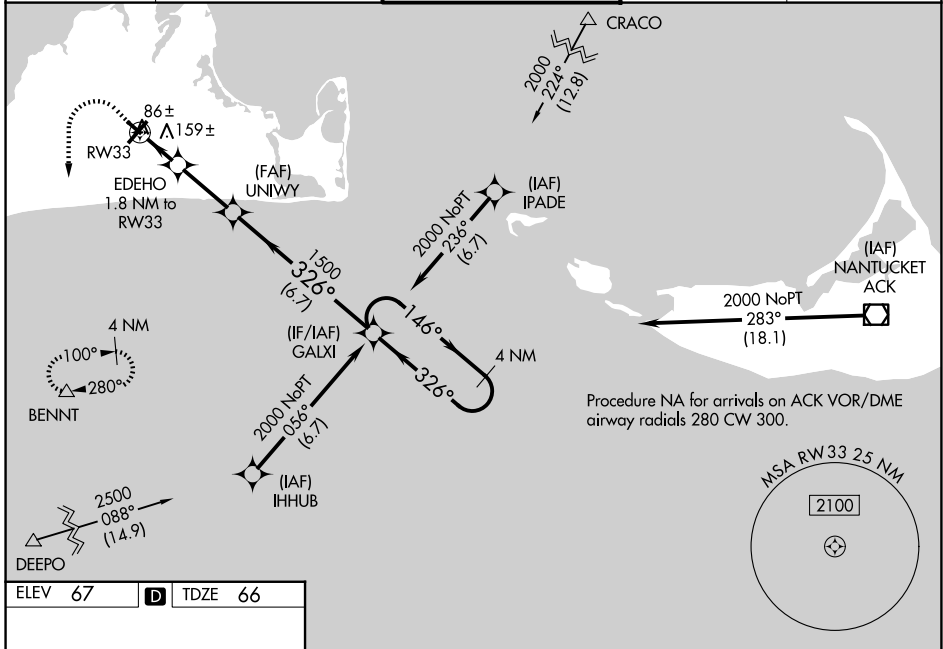 CRACO
2000
224°
(12.8)
86±
159±
RW33
EDEHO
1.8 NM to
RW33
(FAF)
UNIWY
(IAF)
IPADE
2000 NoPT
236°
(6.7)
1500
326°
(6.7)
(IF/IAF)
GALXI
146°
326°
4 NM
(IAF)
NANTUCKET
ACK
2000 NoPT
283°
(18.1)
4 NM
100°
280°
BENNT
2000 NoPT
056°
(6.7)
(IAF)
IHHUB
Procedure NA for arrivals on ACK VOR/DME
airway radials 280 CW 300.
2500
088°
(14.9)
DEEPO
MSA RW33 25 NM
2100
ELEV 67 D TDZE 66